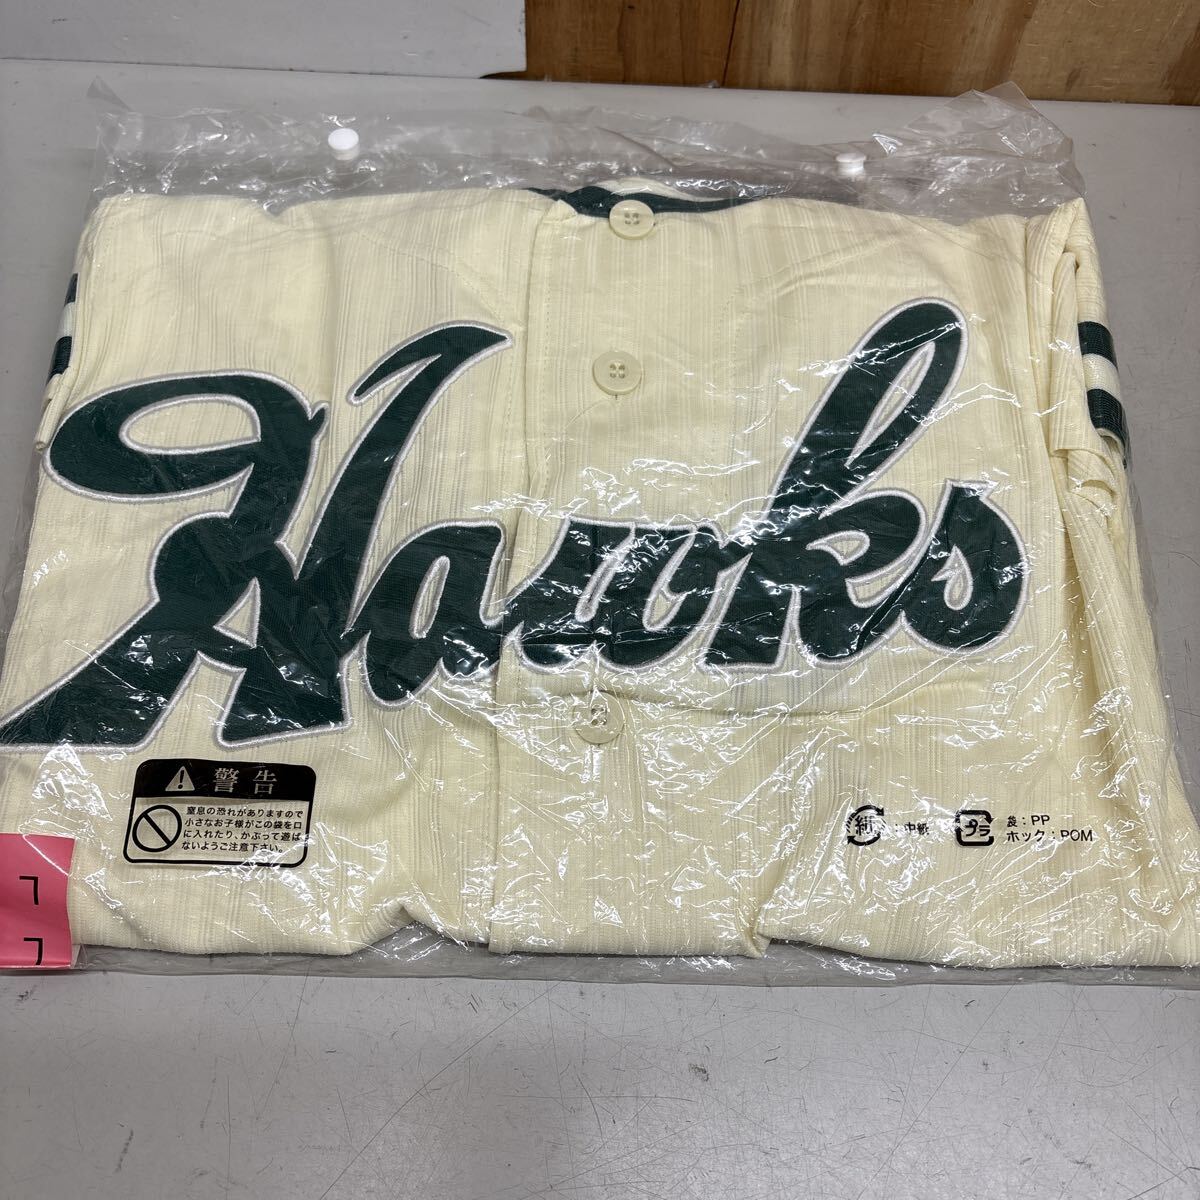 Hawks
警告
窒息の恐れがありますので
小さなお子様がこの袋を口
に入れたり、かぶって遊ば
ないようご注意下さい。
紙：中紙
プラ 袋：PP
ホック：POM
L
L